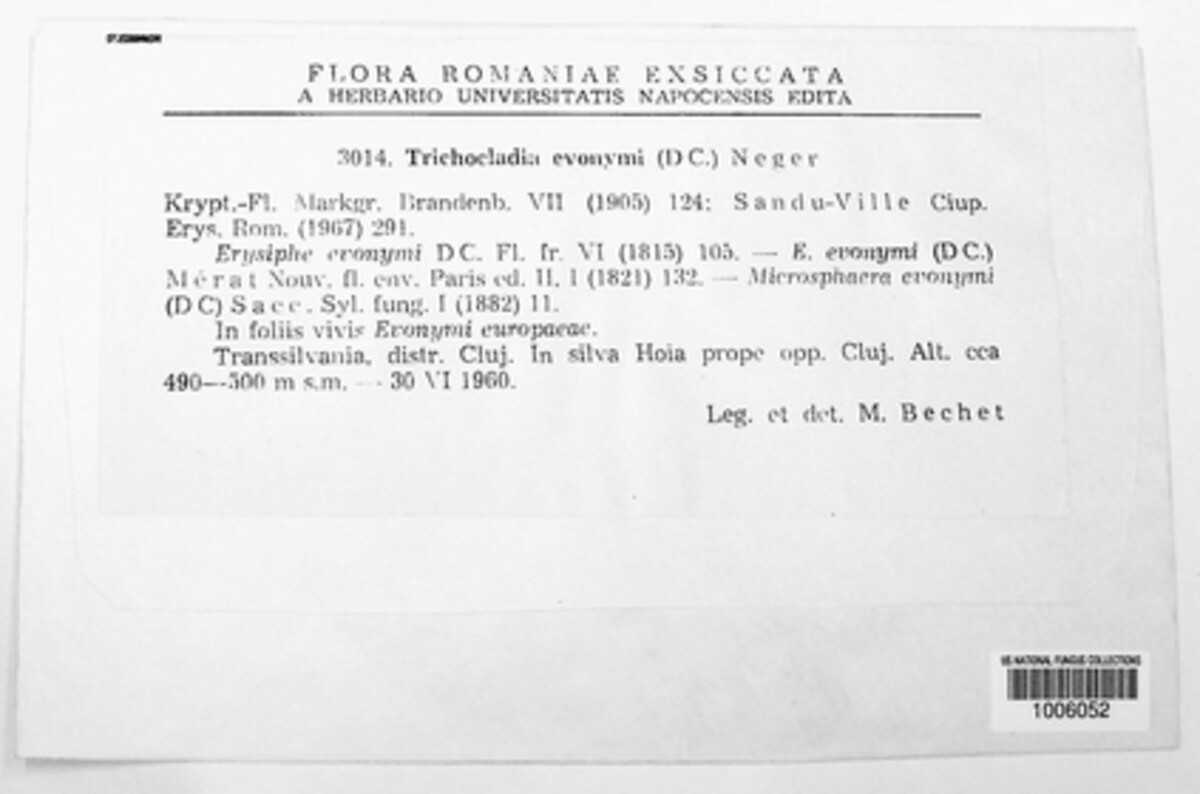 FLORA ROMANIAE EXSICCATA
A HERBARIO UNIVERSITATIS NAPOCENSIS EDITA
3014. Trichocladia evonymi (DC.) Neger
Krypt.-Fl. Markgr. Brandenb. VII (1905) 124; Sandu-Ville Ciup.
Erys. Rom. (1967) 291.
Erysiphe evonymi DC. Fl. fr. VI (1815) 105. — E. evonymi (DC.)
Mérat Nouv. fl. env. Paris ed. II, I (1821) 132. — Microsphaera evonymi
(DC) Sacc. Syl. fung. I (1882) 11.
In foliis vivis Evonymi europaeae.
Transsilvania, distr. Cluj. In silva Hoia prope opp. Cluj. Alt. cca
490—500 m s.m. — 30 VI 1960.
Leg. et det. M. Bechet
US NATIONAL FUNGUS COLLECTIONS
1006052